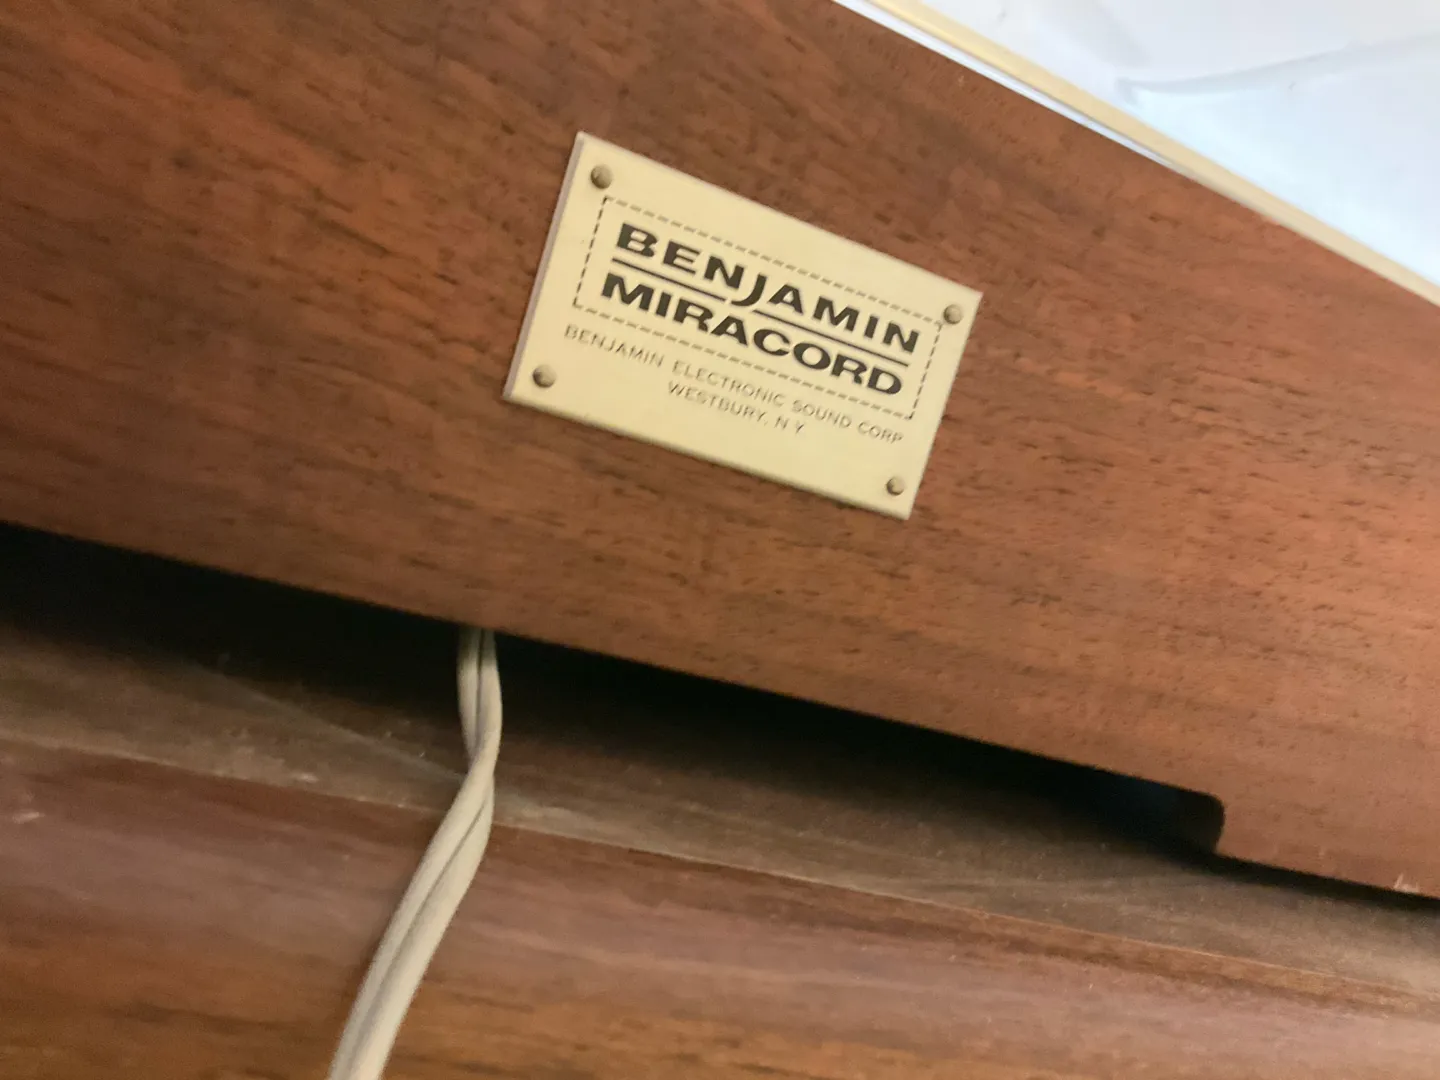 BENJAMIN
MIRACORD
BENJAMIN ELECTRONIC SOUND CORP
WESTBURY, N Y